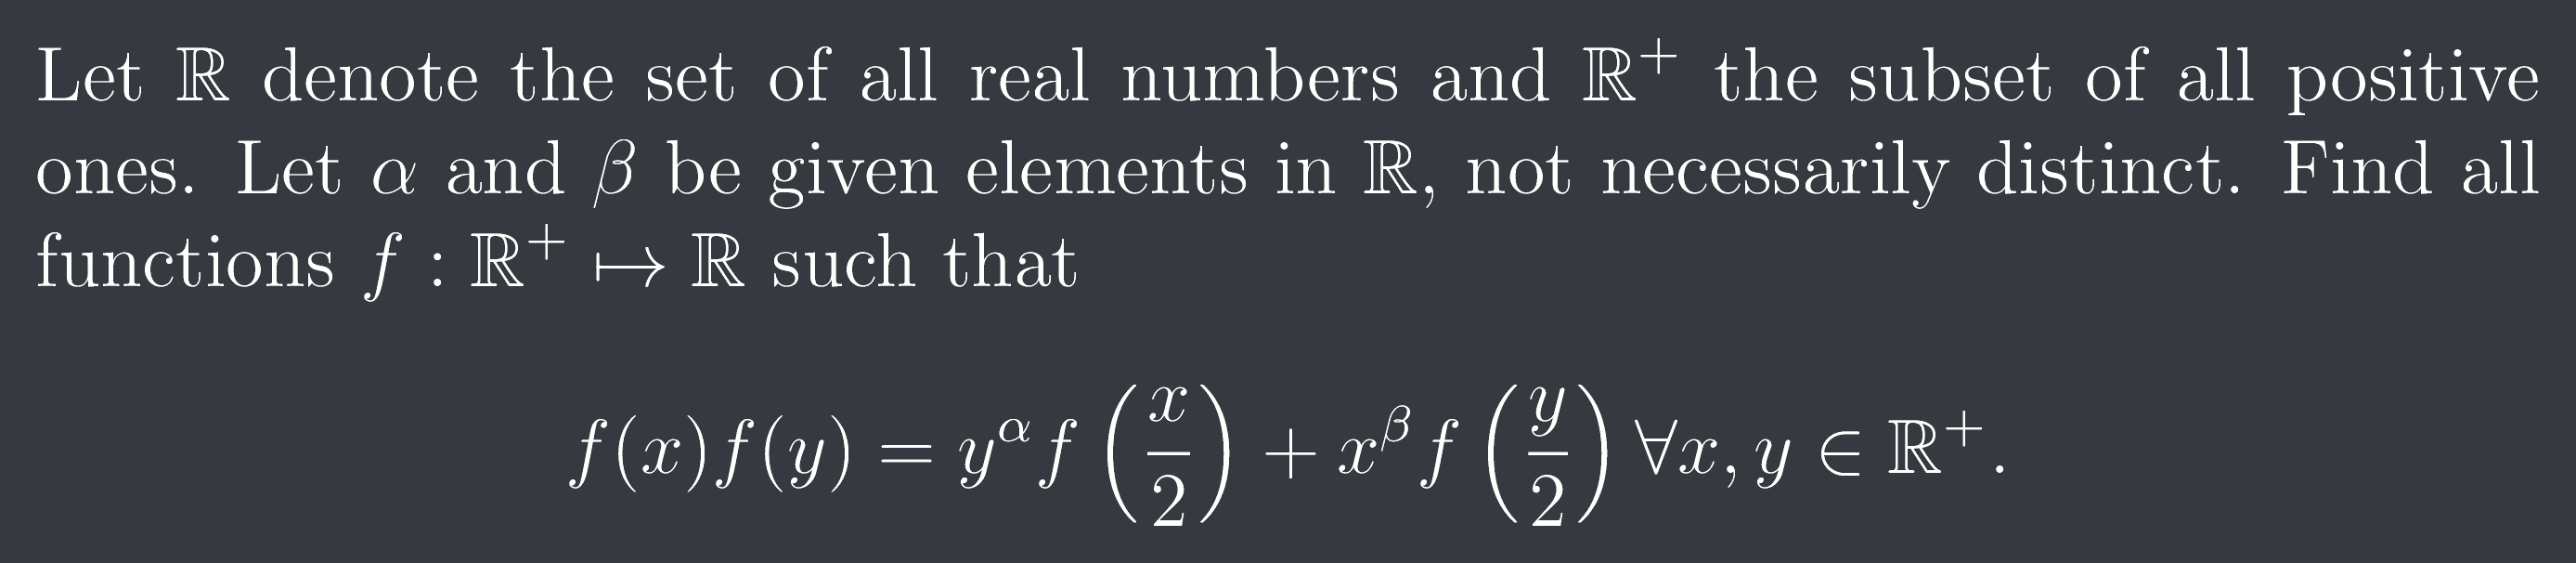 Let ℝ denote the set of all real numbers and ℝ⁺ the subset of all positive
ones. Let α and β be given elements in ℝ, not necessarily distinct. Find all
functions f : ℝ⁺ ↦ ℝ such that
f(x)f(y) = y^α f(x/2) + x^β f(y/2) ∀x, y ∈ ℝ⁺.